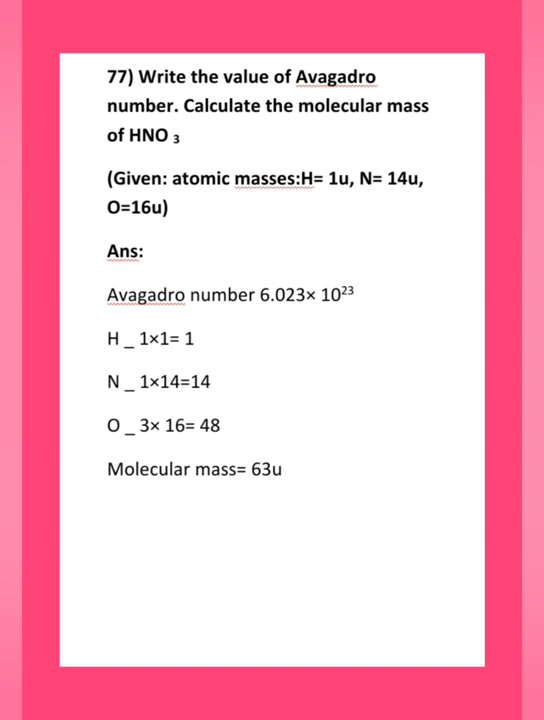 77) Write the value of Avagadro
number. Calculate the molecular mass
of HNO 3
(Given: atomic masses:H= 1u, N= 14u,
O=16u)
Ans:
Avagadro number 6.023× 10²³
H _ 1×1= 1
N _ 1×14=14
O _ 3× 16= 48
Molecular mass= 63u